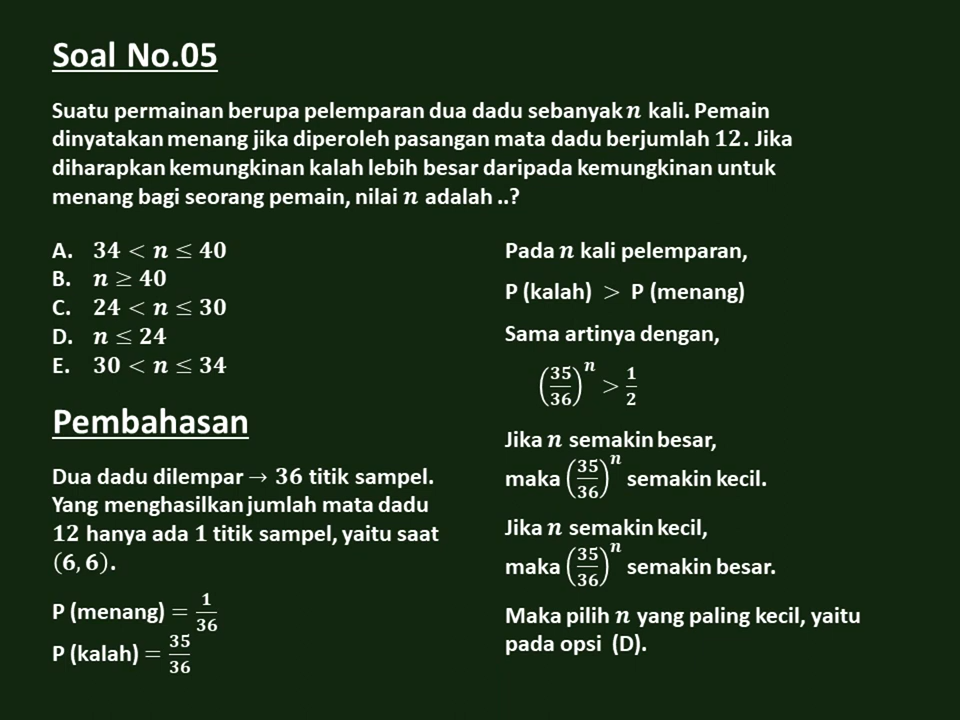 Soal No.05
Suatu permainan berupa pelemparan dua dadu sebanyak n kali. Pemain
dinyatakan menang jika diperoleh pasangan mata dadu berjumlah 12. Jika
diharapkan kemungkinan kalah lebih besar daripada kemungkinan untuk
menang bagi seorang pemain, nilai n adalah ..?
A. 34 < n ≤ 40
B. n ≥ 40
C. 24 < n ≤ 30
D. n ≤ 24
E. 30 < n ≤ 34
Pembahasan
Dua dadu dilempar → 36 titik sampel.
Yang menghasilkan jumlah mata dadu
12 hanya ada 1 titik sampel, yaitu saat
(6, 6).
P (menang) = 1/36
P (kalah) = 35/36
Pada n kali pelemparan,
P (kalah) > P (menang)
Sama artinya dengan,
(35/36)^n > 1/2
Jika n semakin besar,
maka (35/36)^n semakin kecil.
Jika n semakin kecil,
maka (35/36)^n semakin besar.
Maka pilih n yang paling kecil, yaitu
pada opsi (D).